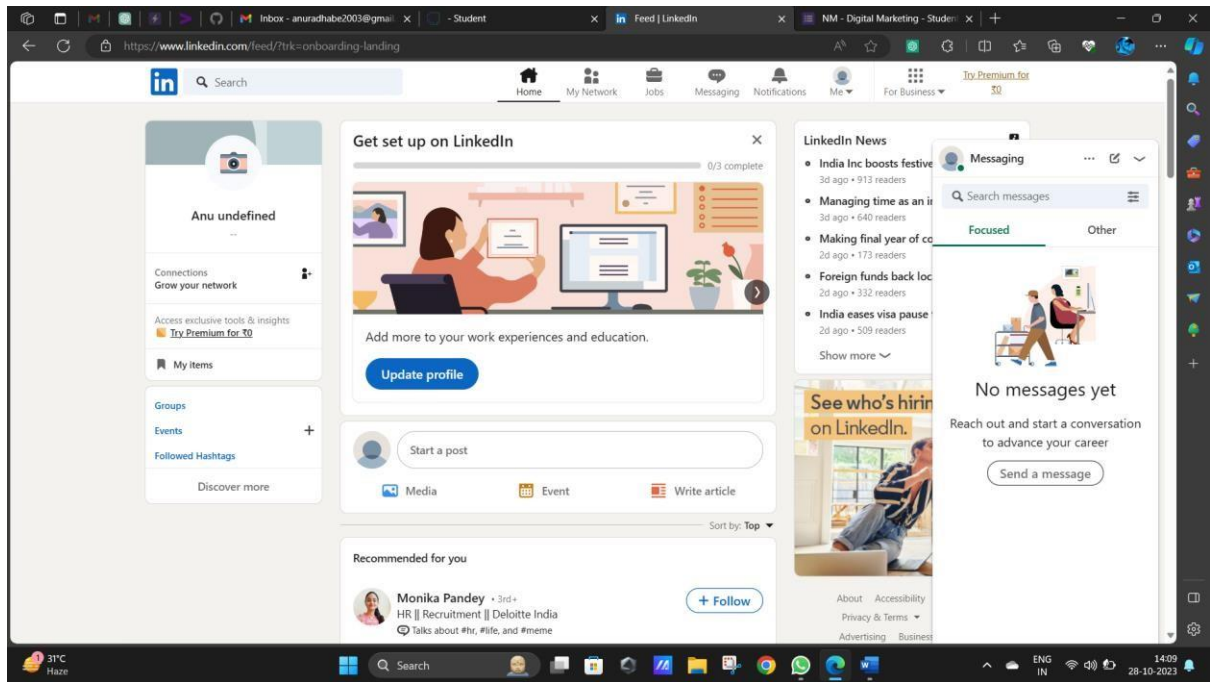 Inbox - anuradhabe2003@gmail
- Student
Feed | LinkedIn
NM - Digital Marketing - Studen
https://www.linkedin.com/feed/?trk=onboarding-landing
in
Search
Home
My Network
Jobs
Messaging
Notifications
Me
For Business
Try Premium for
₹0
Anu undefined
--
Connections
Grow your network
Access exclusive tools & insights
Try Premium for ₹0
My items
Groups
Events
Followed Hashtags
Discover more
Get set up on LinkedIn
0/3 complete
Add more to your work experiences and education.
Update profile
Start a post
Media
Event
Write article
Sort by: Top
Recommended for you
Monika Pandey • 3rd+
HR || Recruitment || Deloitte India
Talks about #hr, #life, and #meme
+ Follow
LinkedIn News
India Inc boosts festive
3d ago • 913 readers
Managing time as an in
3d ago • 640 readers
Making final year of co
2d ago • 173 readers
Foreign funds back loc
2d ago • 332 readers
India eases visa pause
2d ago • 509 readers
Show more
See who's hirin
on LinkedIn.
About Accessibility
Privacy & Terms
Advertising Business
Messaging
Search messages
Focused
Other
No messages yet
Reach out and start a conversation
to advance your career
Send a message
1
31°C
Haze
Search
ENG
IN
14:09
28-10-2023